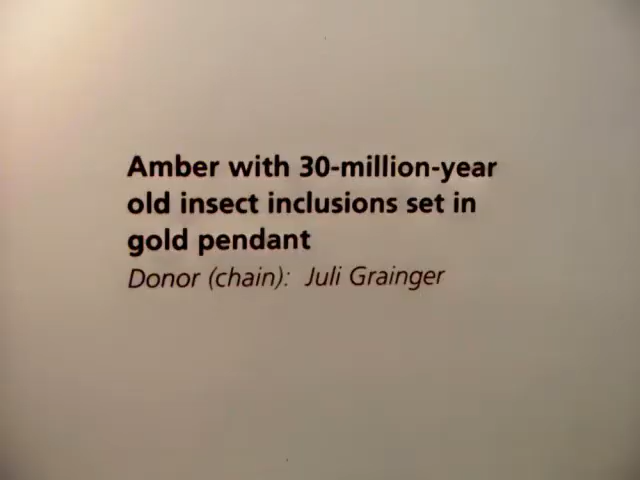 Amber with 30-million-year
old insect inclusions set in
gold pendant
Donor (chain): Juli Grainger